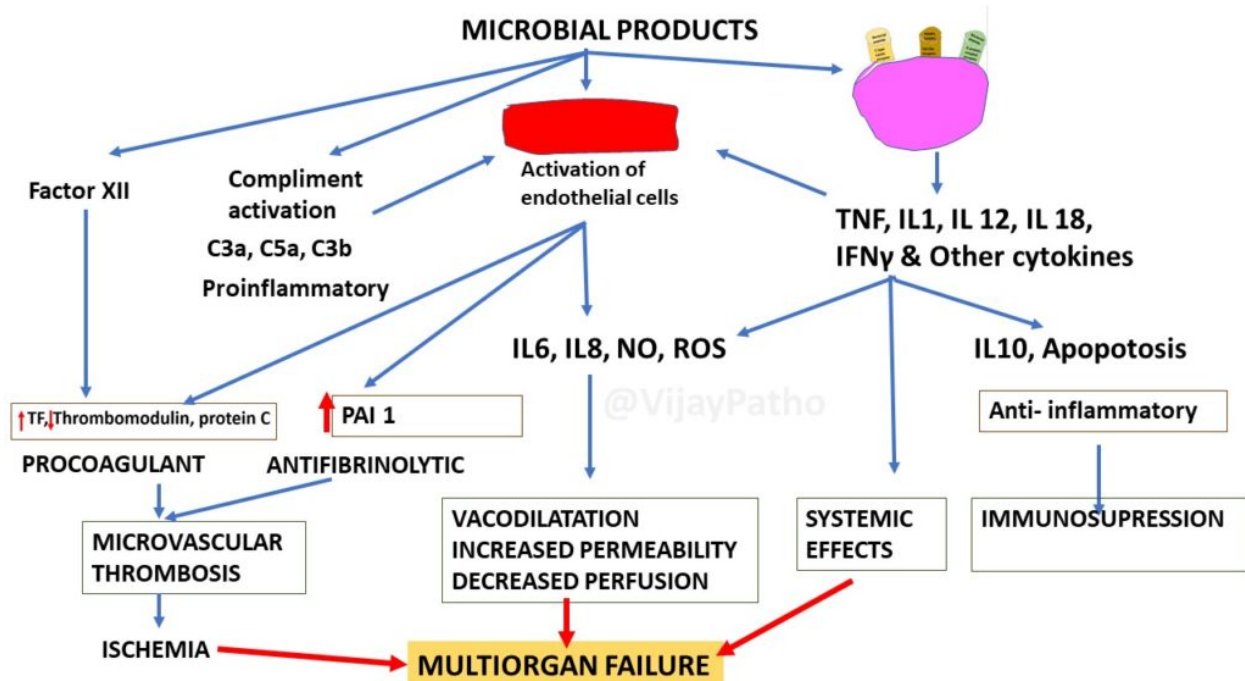 MICROBIAL PRODUCTS
Factor XII
Compliment
activation
C3a, C5a, C3b
Proinflammatory
Activation of
endothelial cells
TNF, IL1, IL 12, IL 18,
IFNγ & Other cytokines
IL6, IL8, NO, ROS
IL10, Apopotosis
@VijayPatho
Anti- inflammatory
TF, Thrombomodulin, protein C
PAI 1
PROCOAGULANT
ANTIFIBRINOLYTIC
MICROVASCULAR
THROMBOSIS
VACODILATATION
INCREASED PERMEABILITY
DECREASED PERFUSION
SYSTEMIC
EFFECTS
IMMUNOSUPRESSION
ISCHEMIA
MULTIORGAN FAILURE